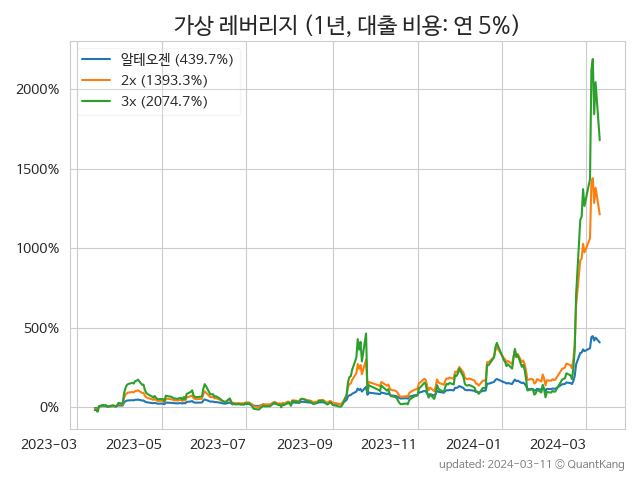 가상 레버리지 (1년, 대출 비용: 연 5%)
알테오젠 (439.7%)
2x (1393.3%)
3x (2074.7%)
2000%
1500%
1000%
500%
0%
2023-03 2023-05 2023-07 2023-09 2023-11 2024-01 2024-03
updated: 2024-03-11 © QuantKang